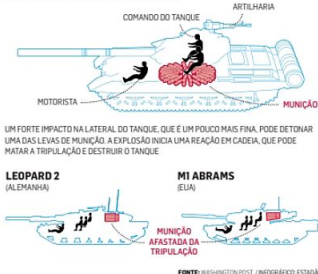 ARTILHARIA
COMANDO DO TANQUE
MOTORISTA
MUNIÇÃO
UM FORTE IMPACTO NA LATERAL DO TANQUE, QUE É UM POUCO MAIS FINA, PODE DETONAR
UMA DAS LEVAS DE MUNIÇÃO. A EXPLOSÃO INICIA UMA REAÇÃO EM CADEIA, QUE PODE
MATAR A TRIPULAÇÃO E DESTRUIR O TANQUE
LEOPARD 2
(ALEMANHA)
M1 ABRAMS
(EUA)
MUNIÇÃO
AFASTADA DA
TRIPULAÇÃO
FONTE: WASHINGTON POST / INFOGRÁFICO: ESTADÃO